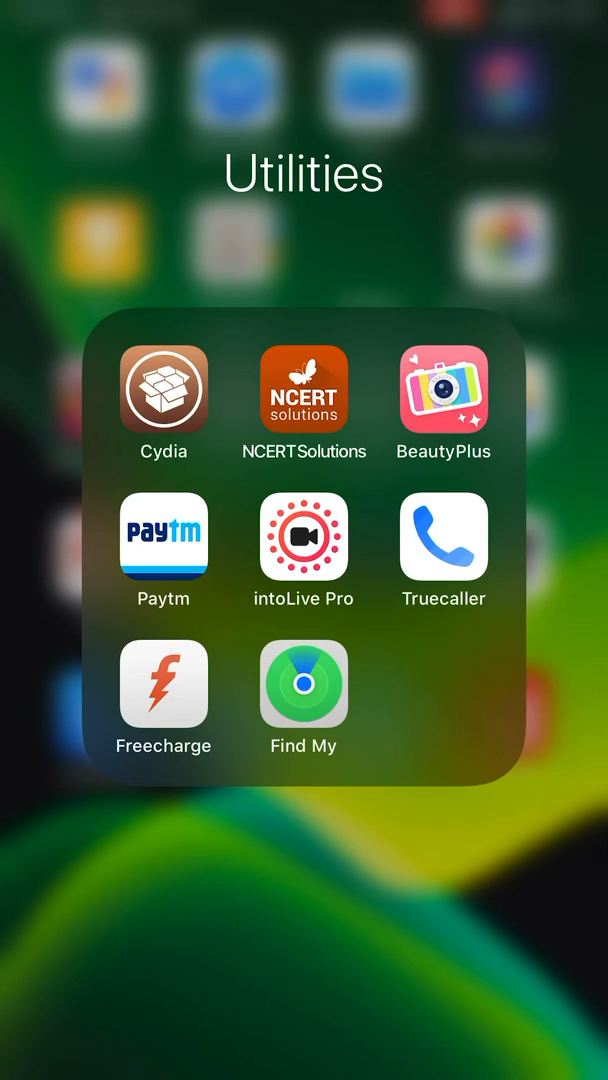 Utilities
NCERT
solutions
Cydia
NCERTSolutions
BeautyPlus
paytm
Paytm
intoLive Pro
Truecaller
Freecharge
Find My